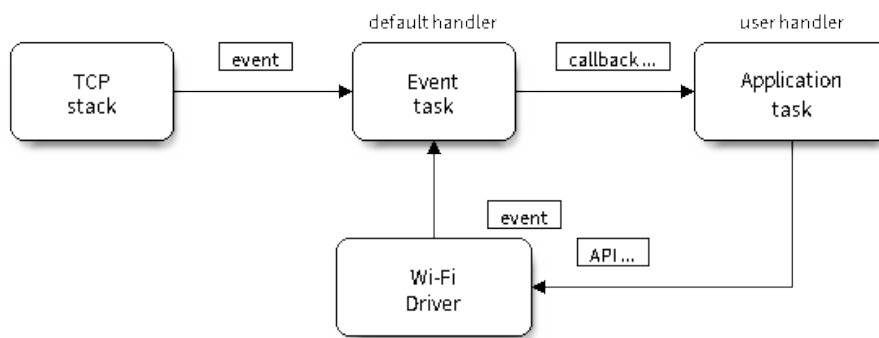 default handler
user handler
event
callback...
TCP
stack
Event
task
Application
task
event
API...
Wi-Fi
Driver